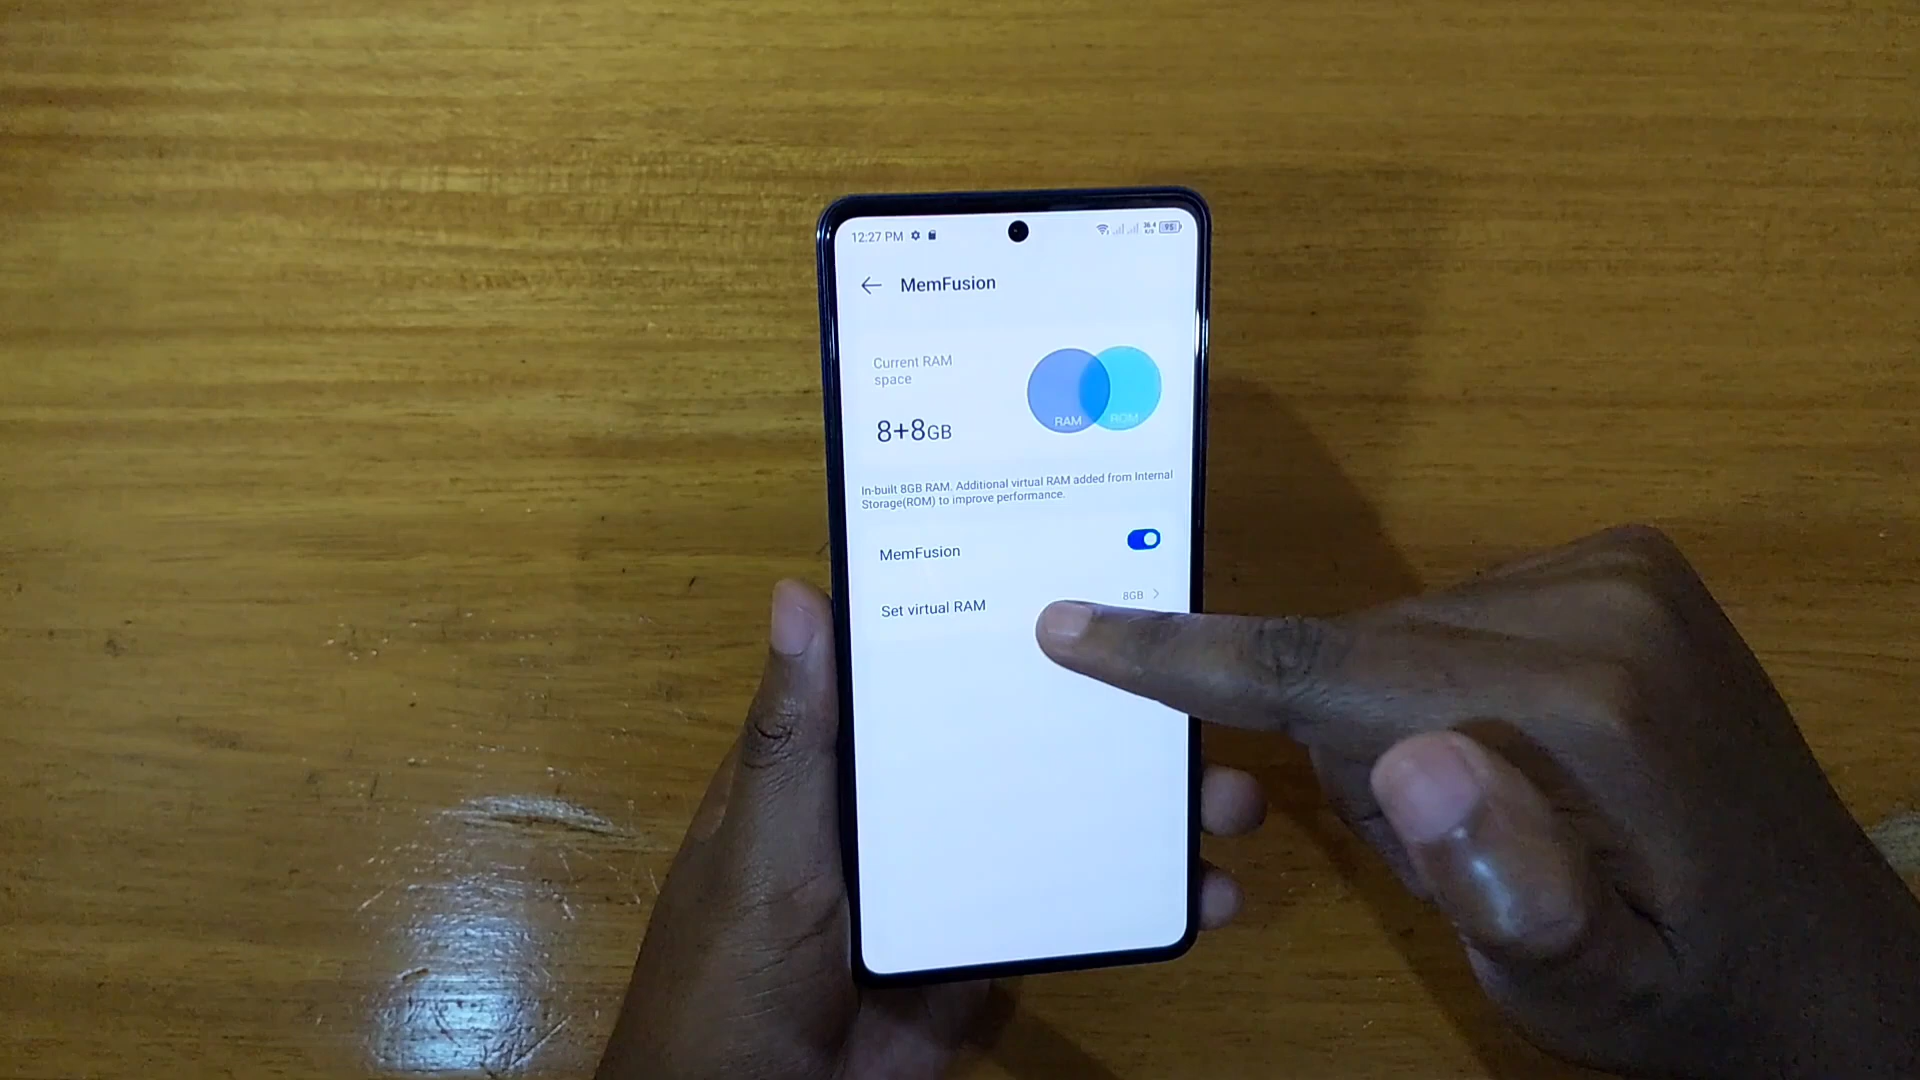 12:27 PM
95
MemFusion
Current RAM
space
8+8GB
RAM
ROM
In-built 8GB RAM. Additional virtual RAM added from Internal
Storage(ROM) to improve performance.
MemFusion
Set virtual RAM
8GB